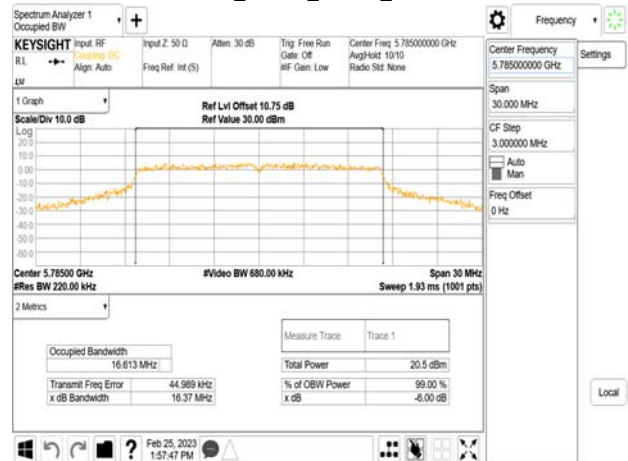 Spectrum Analyzer 1
Occupied BW
+
Frequency
KEYSIGHT Input: RF Input Z: 50 Ω Atten: 30 dB Trig: Free Run Center Freq: 5.785000000 GHz
RL Coupling: DC Gate: Off Avg|Hold: 10/10
Align: Auto Freq Ref: Int (S) #IF Gain: Low Radio Std: None
LV
Center Frequency
5.785000000 GHz
Settings
Span
30.000 MHz
CF Step
3.000000 MHz
Auto
Man
Freq Offset
0 Hz
Local
1 Graph
Scale/Div 10.0 dB
Ref Lvl Offset 10.75 dB
Ref Value 30.00 dBm
Log
20.0
10.0
0.00
-10.0
-20.0
-30.0
-40.0
-50.0
-60.0
Center 5.78500 GHz #Video BW 680.00 kHz Span 30 MHz
#Res BW 220.00 kHz Sweep 1.93 ms (1001 pts)
2 Metrics
Measure Trace Trace 1
Occupied Bandwidth
16.613 MHz
Total Power 20.5 dBm
Transmit Freq Error 44.989 kHz % of OBW Power 99.00 %
x dB Bandwidth 16.37 MHz x dB -6.00 dB
?
Feb 25, 2023
1:57:47 PM